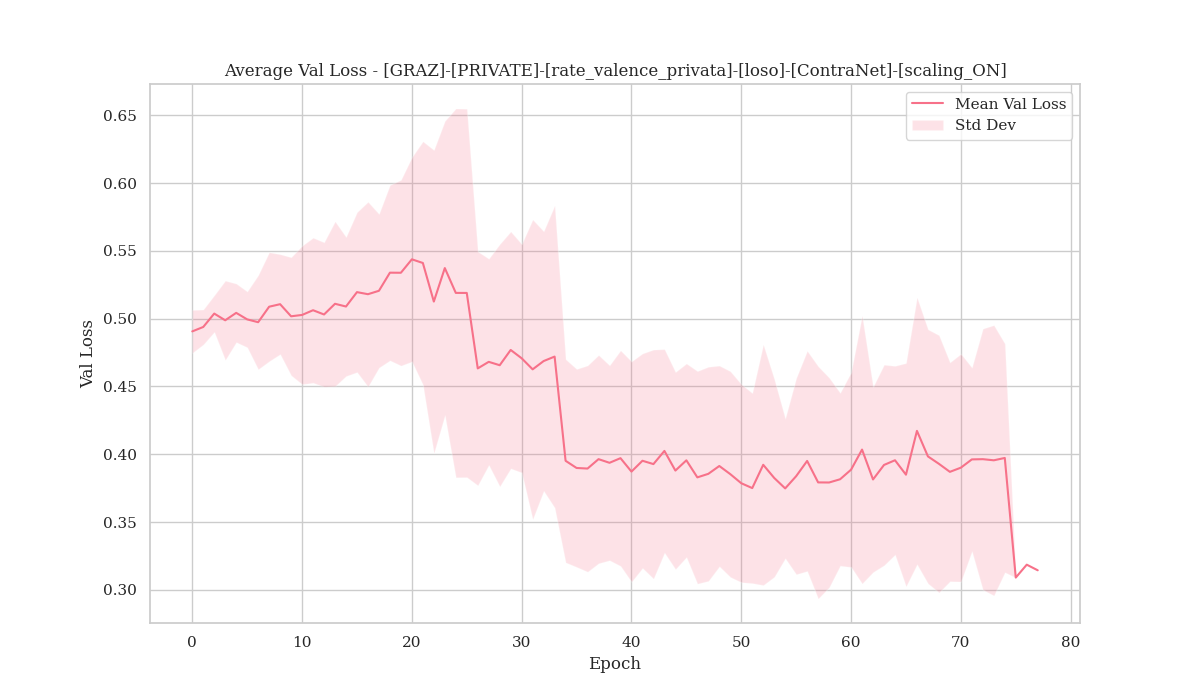 Average Val Loss - [GRAZ]-[PRIVATE]-[rate_valence_privata]-[loso]-[ContraNet]-[scaling_ON]
Mean Val Loss
Std Dev
0.65
0.60
0.55
0.50
0.45
0.40
0.35
0.30
Val Loss
0 10 20 30 40 50 60 70 80
Epoch